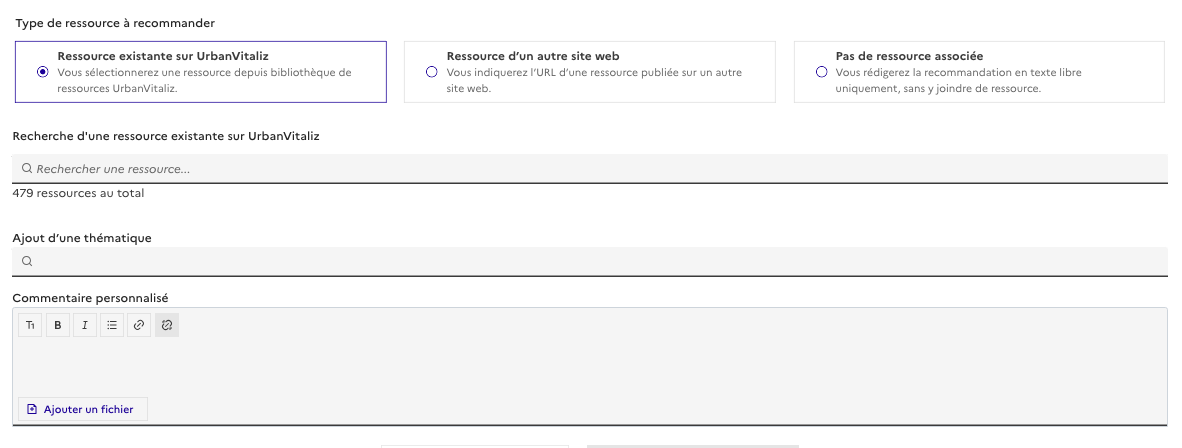 Type de ressource à recommander
Ressource existante sur UrbanVitaliz
Vous sélectionnerez une ressource depuis bibliothèque de
ressources UrbanVitaliz.
Ressource d’un autre site web
Vous indiquerez l’URL d’une ressource publiée sur un autre
site web.
Pas de ressource associée
Vous rédigerez la recommandation en texte libre
uniquement, sans y joindre de ressource.
Recherche d'une ressource existante sur UrbanVitaliz
Rechercher une ressource...
479 ressources au total
Ajout d’une thématique
Commentaire personnalisé
T1 B I
Ajouter un fichier